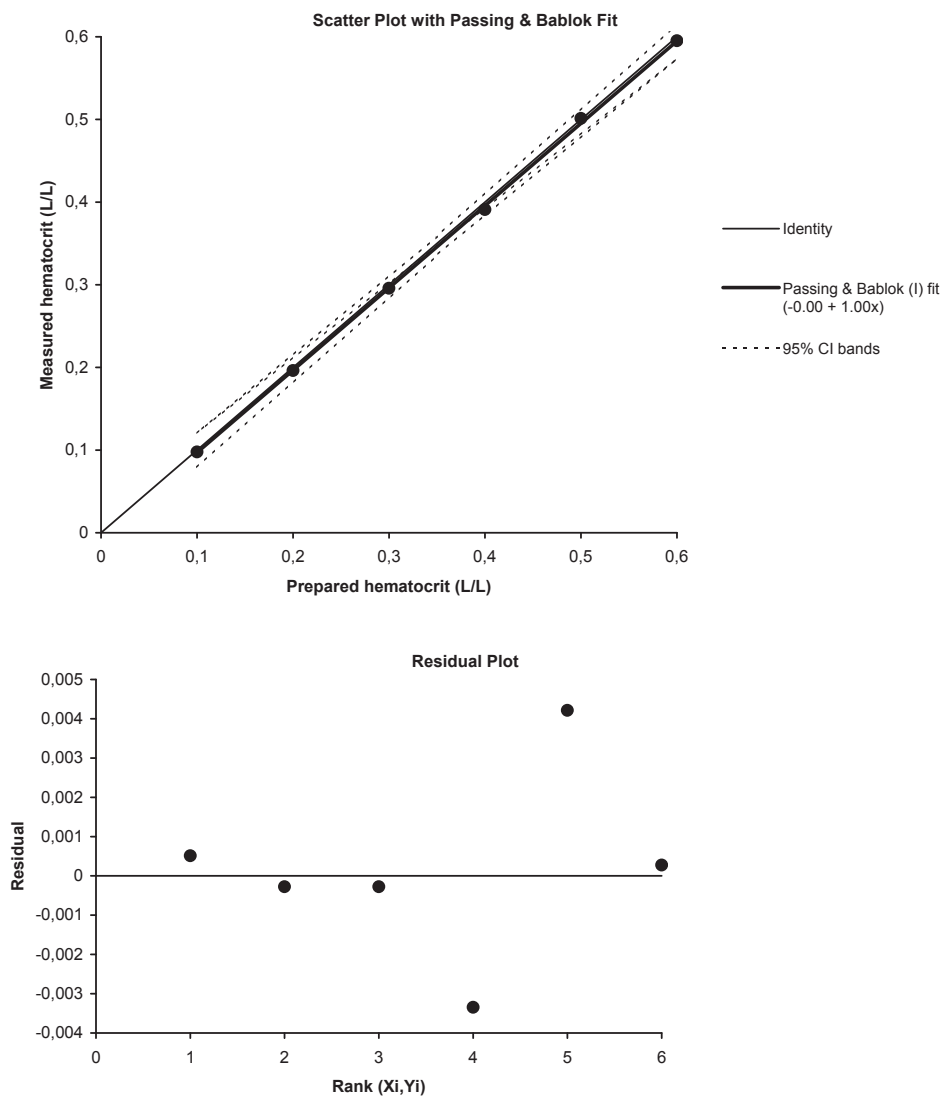 Scatter Plot with Passing & Bablok Fit
0,6
0,5
0,4
0,3
0,2
0,1
0
Measured hematocrit (L/L)
0 0,1 0,2 0,3 0,4 0,5 0,6
Prepared hematocrit (L/L)
Identity
Passing & Bablok (I) fit
(-0.00 + 1.00x)
95% CI bands
Residual Plot
0,005
0,004
0,003
0,002
0,001
0
-0,001
-0,002
-0,003
-0,004
Residual
0 1 2 3 4 5 6
Rank (Xi,Yi)